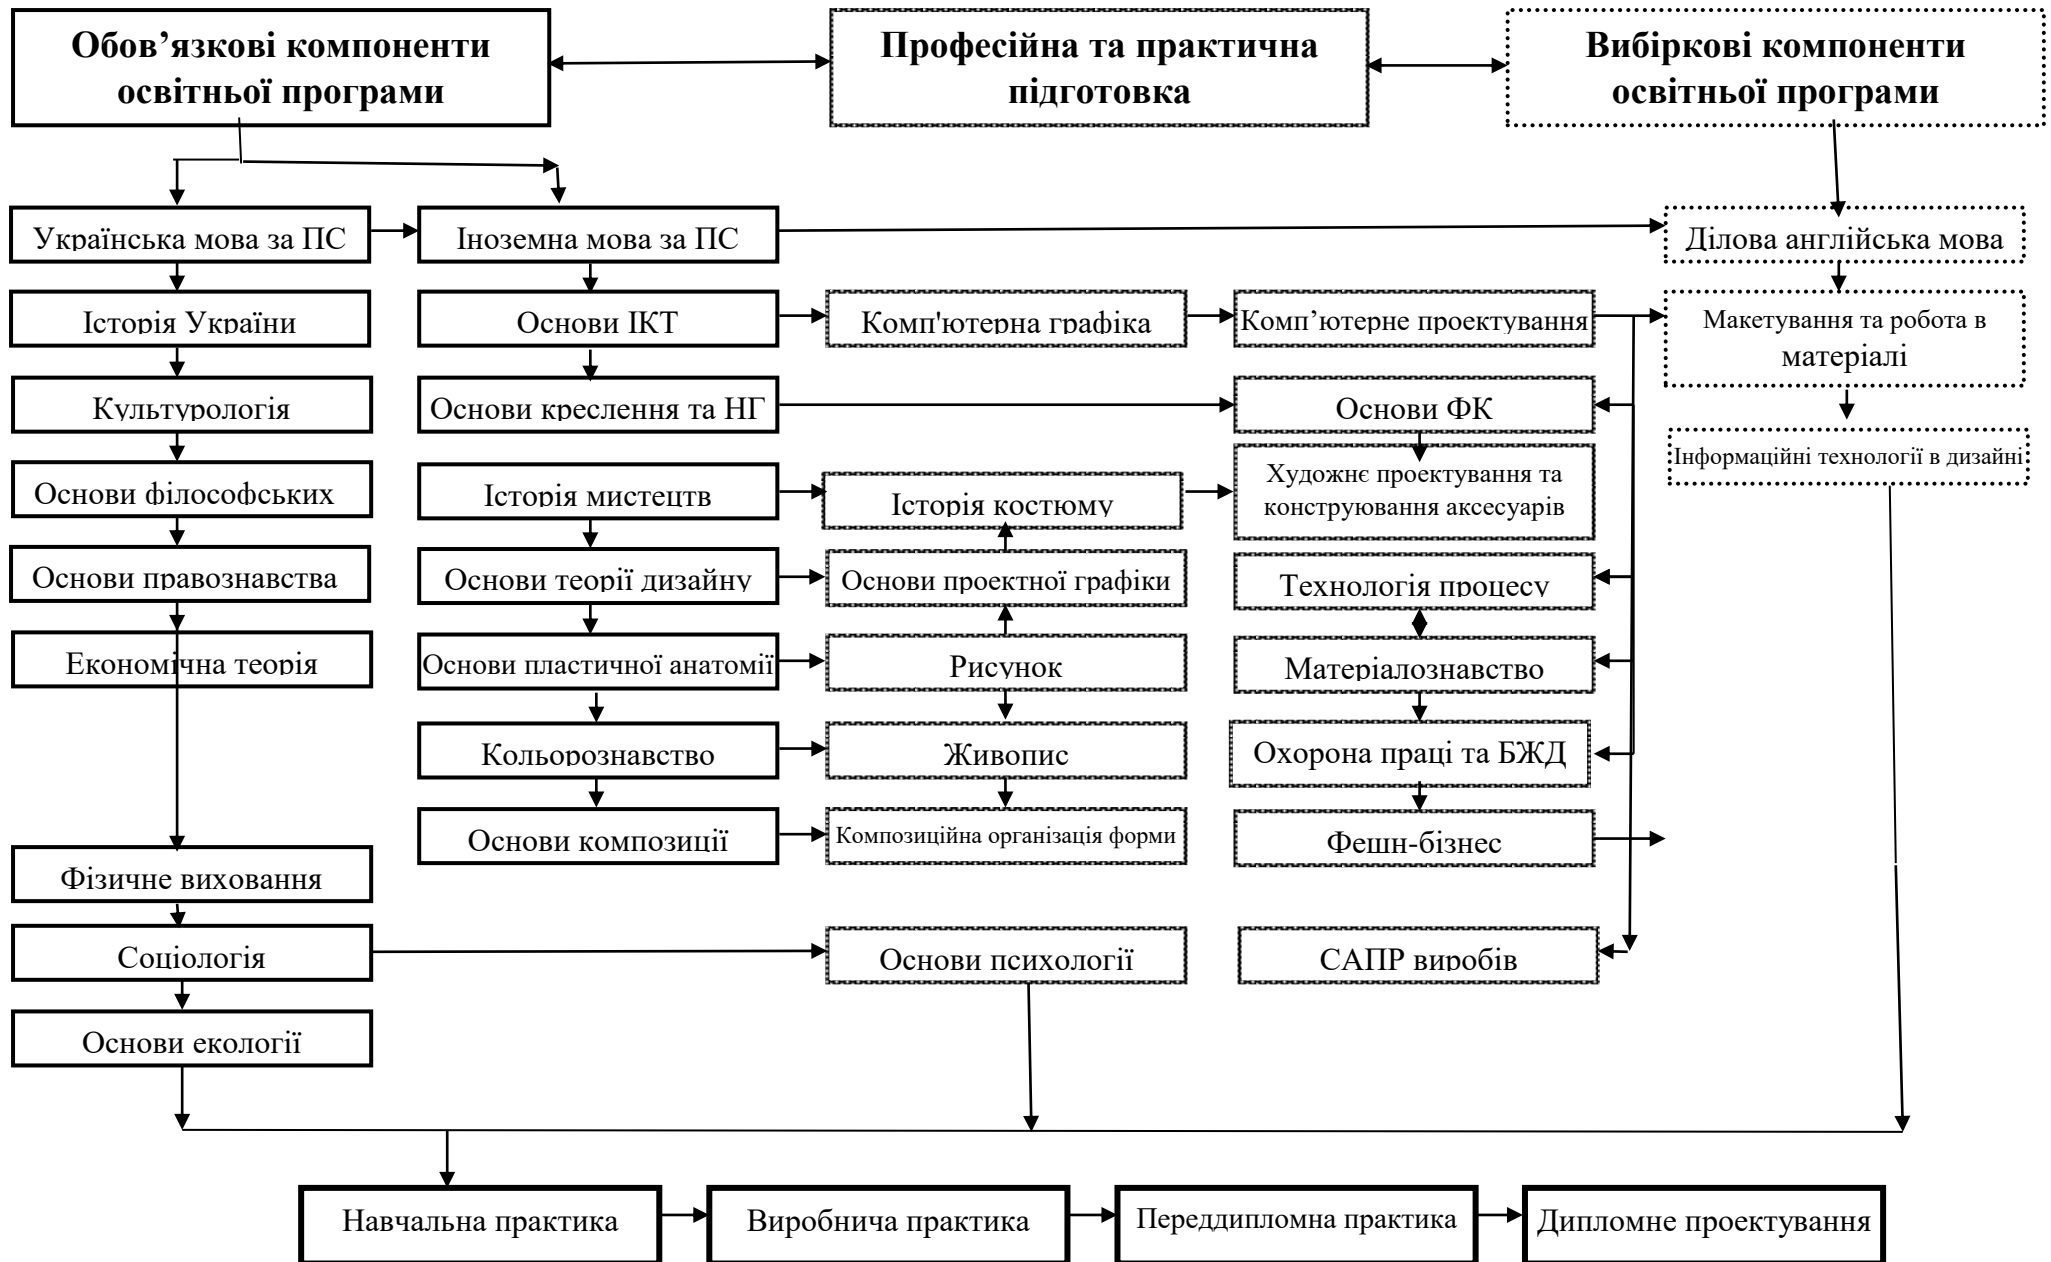 Обов’язкові компоненти
освітньої програми
Професійна та практична
підготовка
Вибіркові компоненти
освітньої програми
Українська мова за ПС
Іноземна мова за ПС
Ділова англійська мова
Історія України
Основи ІКТ
Комп'ютерна графіка
Комп’ютерне проектування
Макетування та робота в
матеріалі
Культурологія
Основи креслення та НГ
Основи ФК
Інформаційні технології в дизайні
Основи філософських
Історія мистецтв
Історія костюму
Художнє проектування та
конструювання аксесуарів
Основи правознавства
Основи теорії дизайну
Основи проектної графіки
Технологія процесу
Економічна теорія
Основи пластичної анатомії
Рисунок
Матеріалознавство
Кольорознавство
Живопис
Охорона праці та БЖД
Основи композиції
Композиційна організація форми
Фешн-бізнес
Фізичне виховання
Соціологія
Основи психології
САПР виробів
Основи екології
Навчальна практика
Виробнича практика
Переддипломна практика
Дипломне проектування